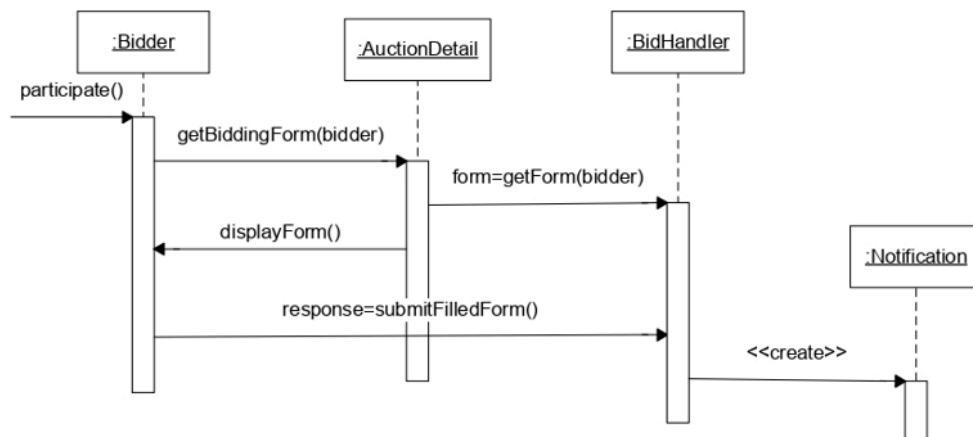 :Bidder
:AuctionDetail
:BidHandler
participate()
getBiddingForm(bidder)
form=getForm(bidder)
displayForm()
:Notification
response=submitFilledForm()
<<create>>